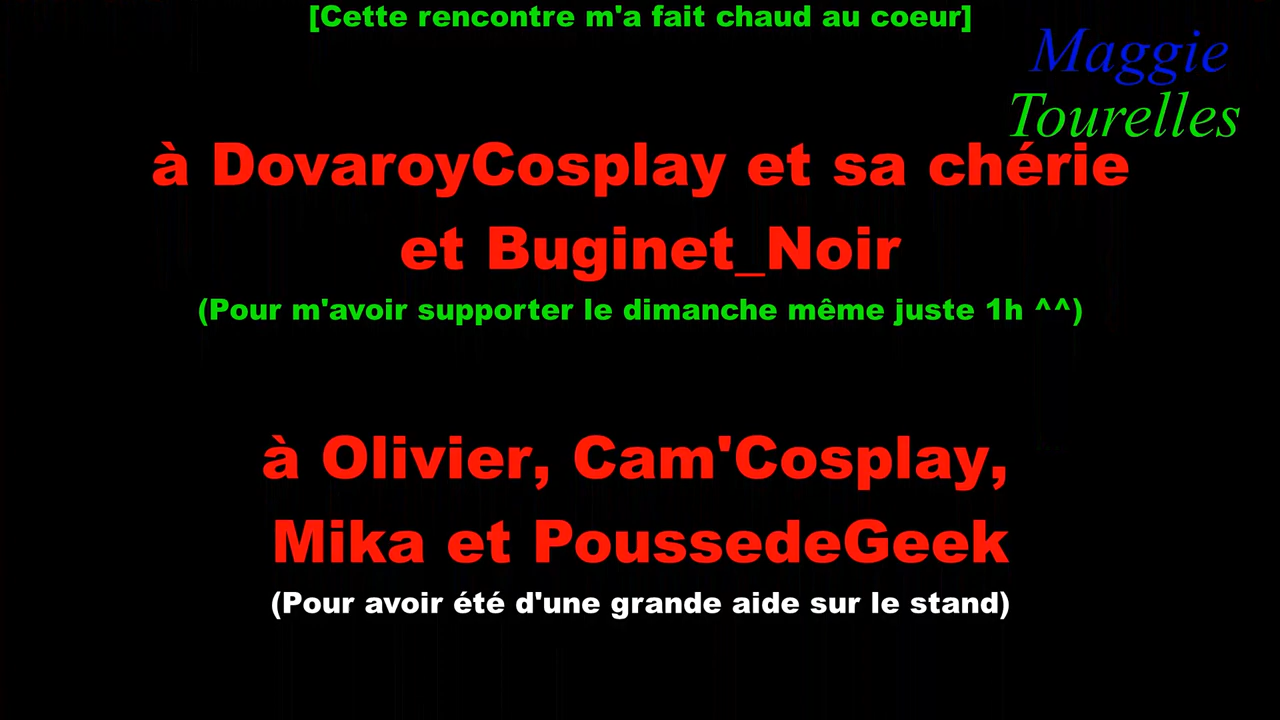 [Cette rencontre m'a fait chaud au coeur]
Maggie
Tourelles
à DovaroyCosplay et sa chérie
et Buginet_Noir
(Pour m'avoir supporter le dimanche même juste 1h ^^)
à Olivier, Cam'Cosplay,
Mika et PoussedeGeek
(Pour avoir été d'une grande aide sur le stand)